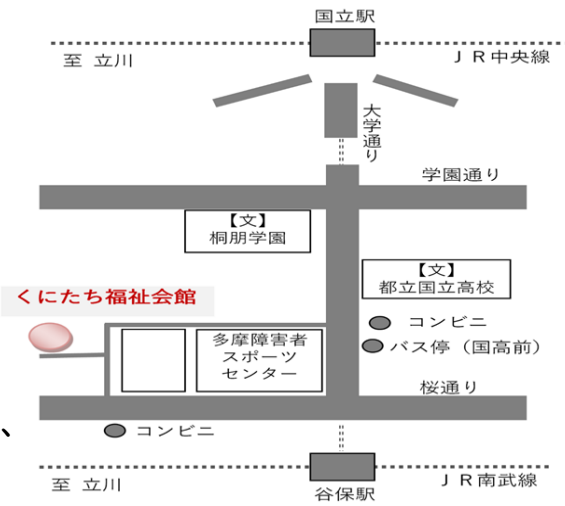 国立駅
至 立川
ＪＲ中央線
大学通り
学園通り
【文】
桐朋学園
【文】
都立国立高校
くにたち福祉会館
コンビニ
多摩障害者
スポーツ
センター
バス停（国高前）
桜通り
、
コンビニ
至 立川
ＪＲ南武線
谷保駅